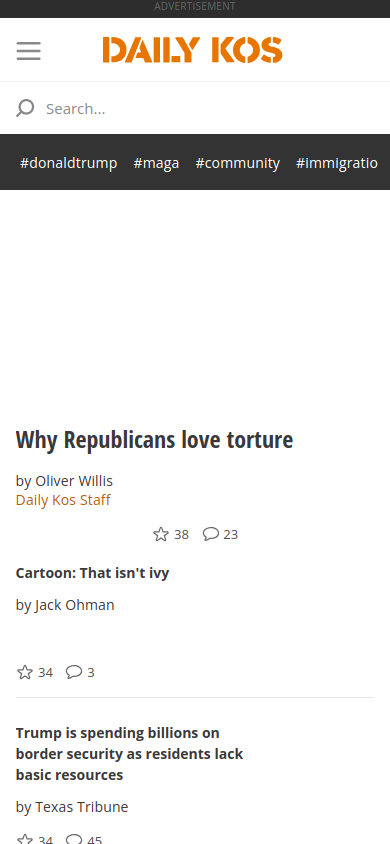 ADVERTISEMENT
DAILY KOS
Search...
#donaldtrump #maga #community #immigratio
Why Republicans love torture
by Oliver Willis
Daily Kos Staff
38 23
Cartoon: That isn't ivy
by Jack Ohman
34 3
Trump is spending billions on
border security as residents lack
basic resources
by Texas Tribune
34 45